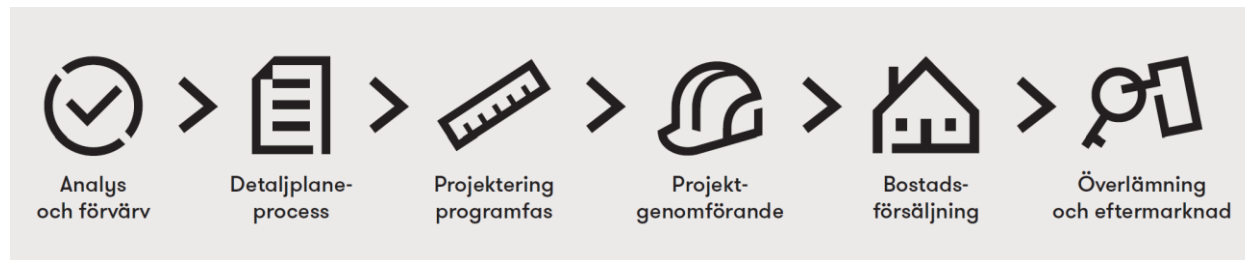 Analys
och förvärv
Detaljplane-
process
Projektering
programfas
Projekt-
genomförande
Bostads-
försäljning
Överlämning
och eftermarknad